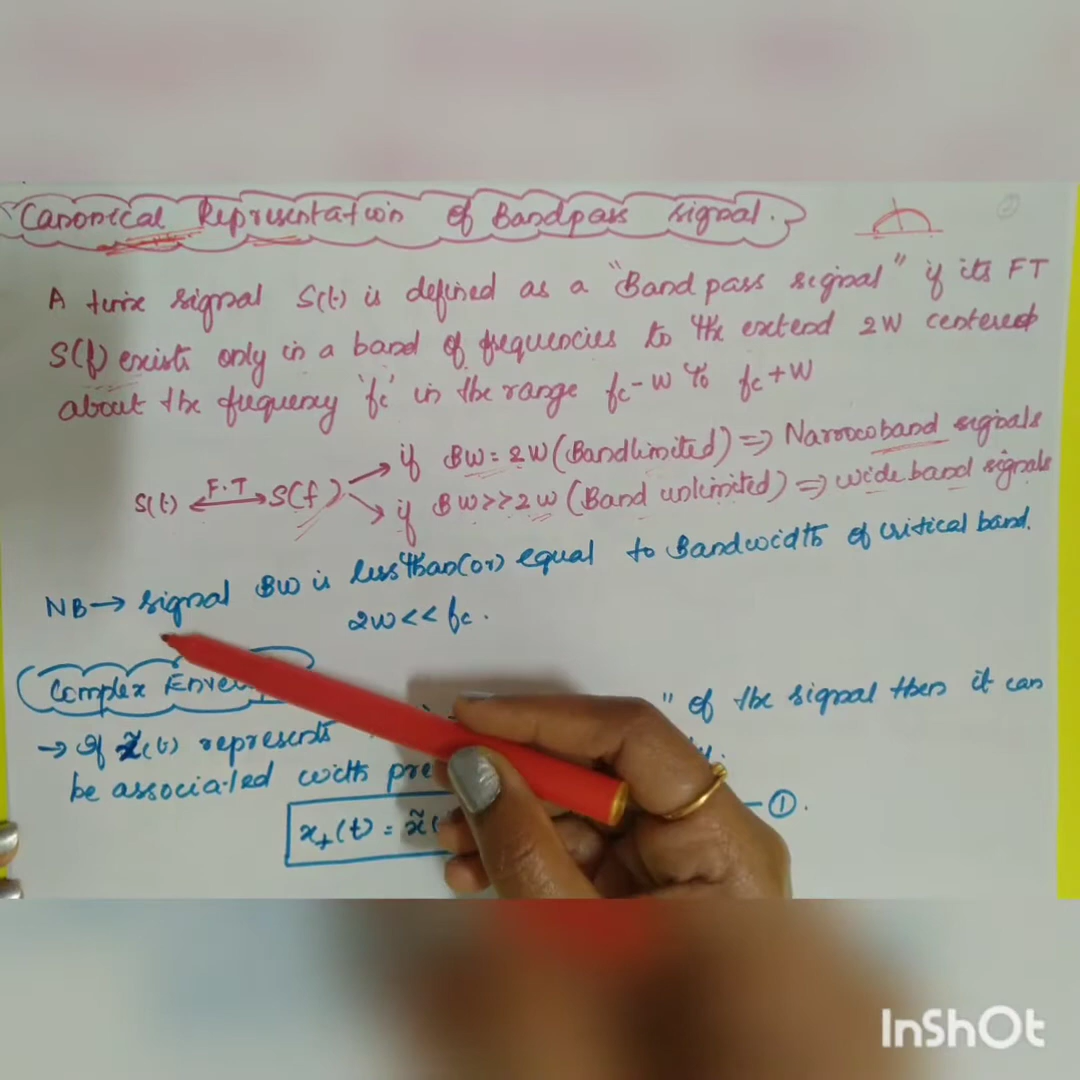 Canonical Representation of Bandpass signal.
A time signal S(t) is defined as a "Band pass signal" if its FT
S(f) exists only in a band of frequencies to the extend 2W centered
about the frequency 'fc' in the range fc-W to fc+W
S(t) F.T S(f) if BW = 2W (Bandlimited) => Narrowband signals
if BW>>2W (Band unlimited) => wide band signals
NB → signal BW is less than (or) equal to Bandwidth of critical band.
2W << fc.
Complex
→ If x̃(t) represents " of the signal then it can
be associated with pre
x₊(t) = x̃( — ①.
InShOt